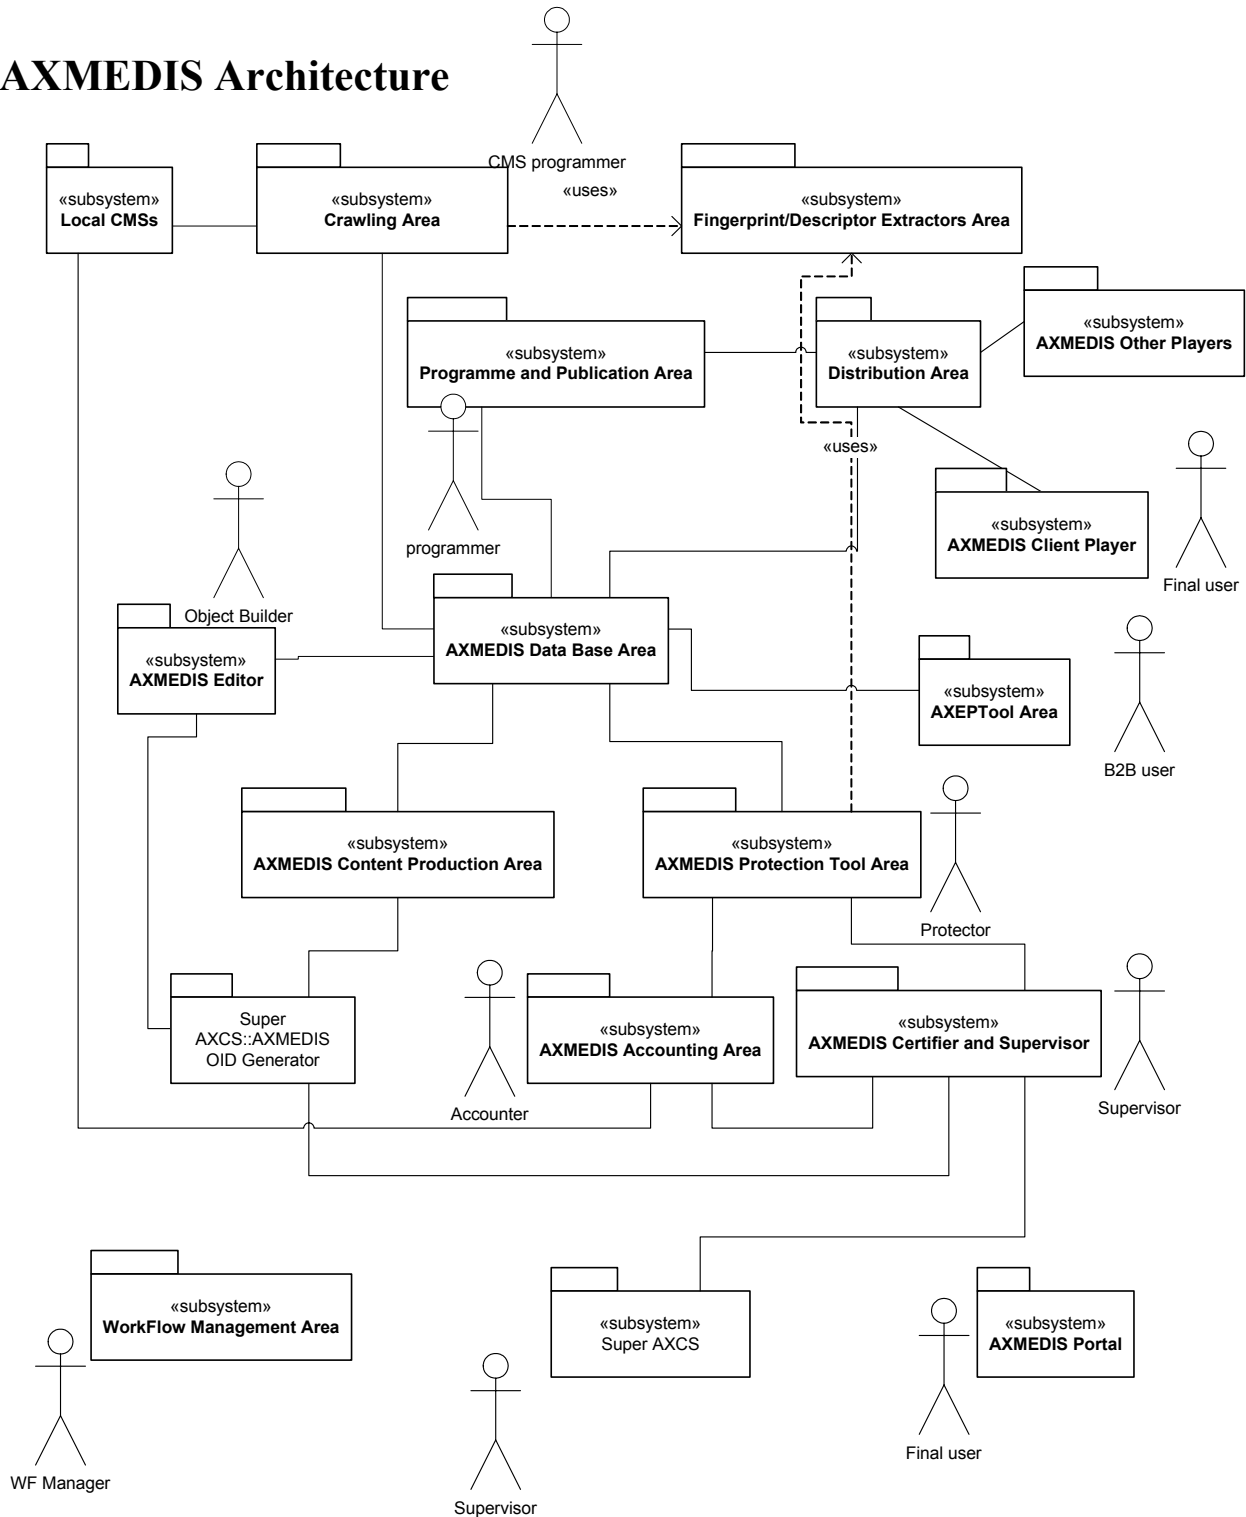 AXMEDIS Architecture
CMS programmer
«uses»
«subsystem»
Local CMSs
«subsystem»
Crawling Area
«subsystem»
Fingerprint/Descriptor Extractors Area
«subsystem»
Programme and Publication Area
«subsystem»
Distribution Area
«subsystem»
AXMEDIS Other Players
«uses»
programmer
«subsystem»
AXMEDIS Client Player
Final user
Object Builder
«subsystem»
AXMEDIS Editor
«subsystem»
AXMEDIS Data Base Area
«subsystem»
AXEPTool Area
B2B user
«subsystem»
AXMEDIS Content Production Area
«subsystem»
AXMEDIS Protection Tool Area
Protector
Super
AXCS::AXMEDIS
OID Generator
Accounter
«subsystem»
AXMEDIS Accounting Area
«subsystem»
AXMEDIS Certifier and Supervisor
Supervisor
«subsystem»
WorkFlow Management Area
WF Manager
«subsystem»
Super AXCS
Supervisor
«subsystem»
AXMEDIS Portal
Final user